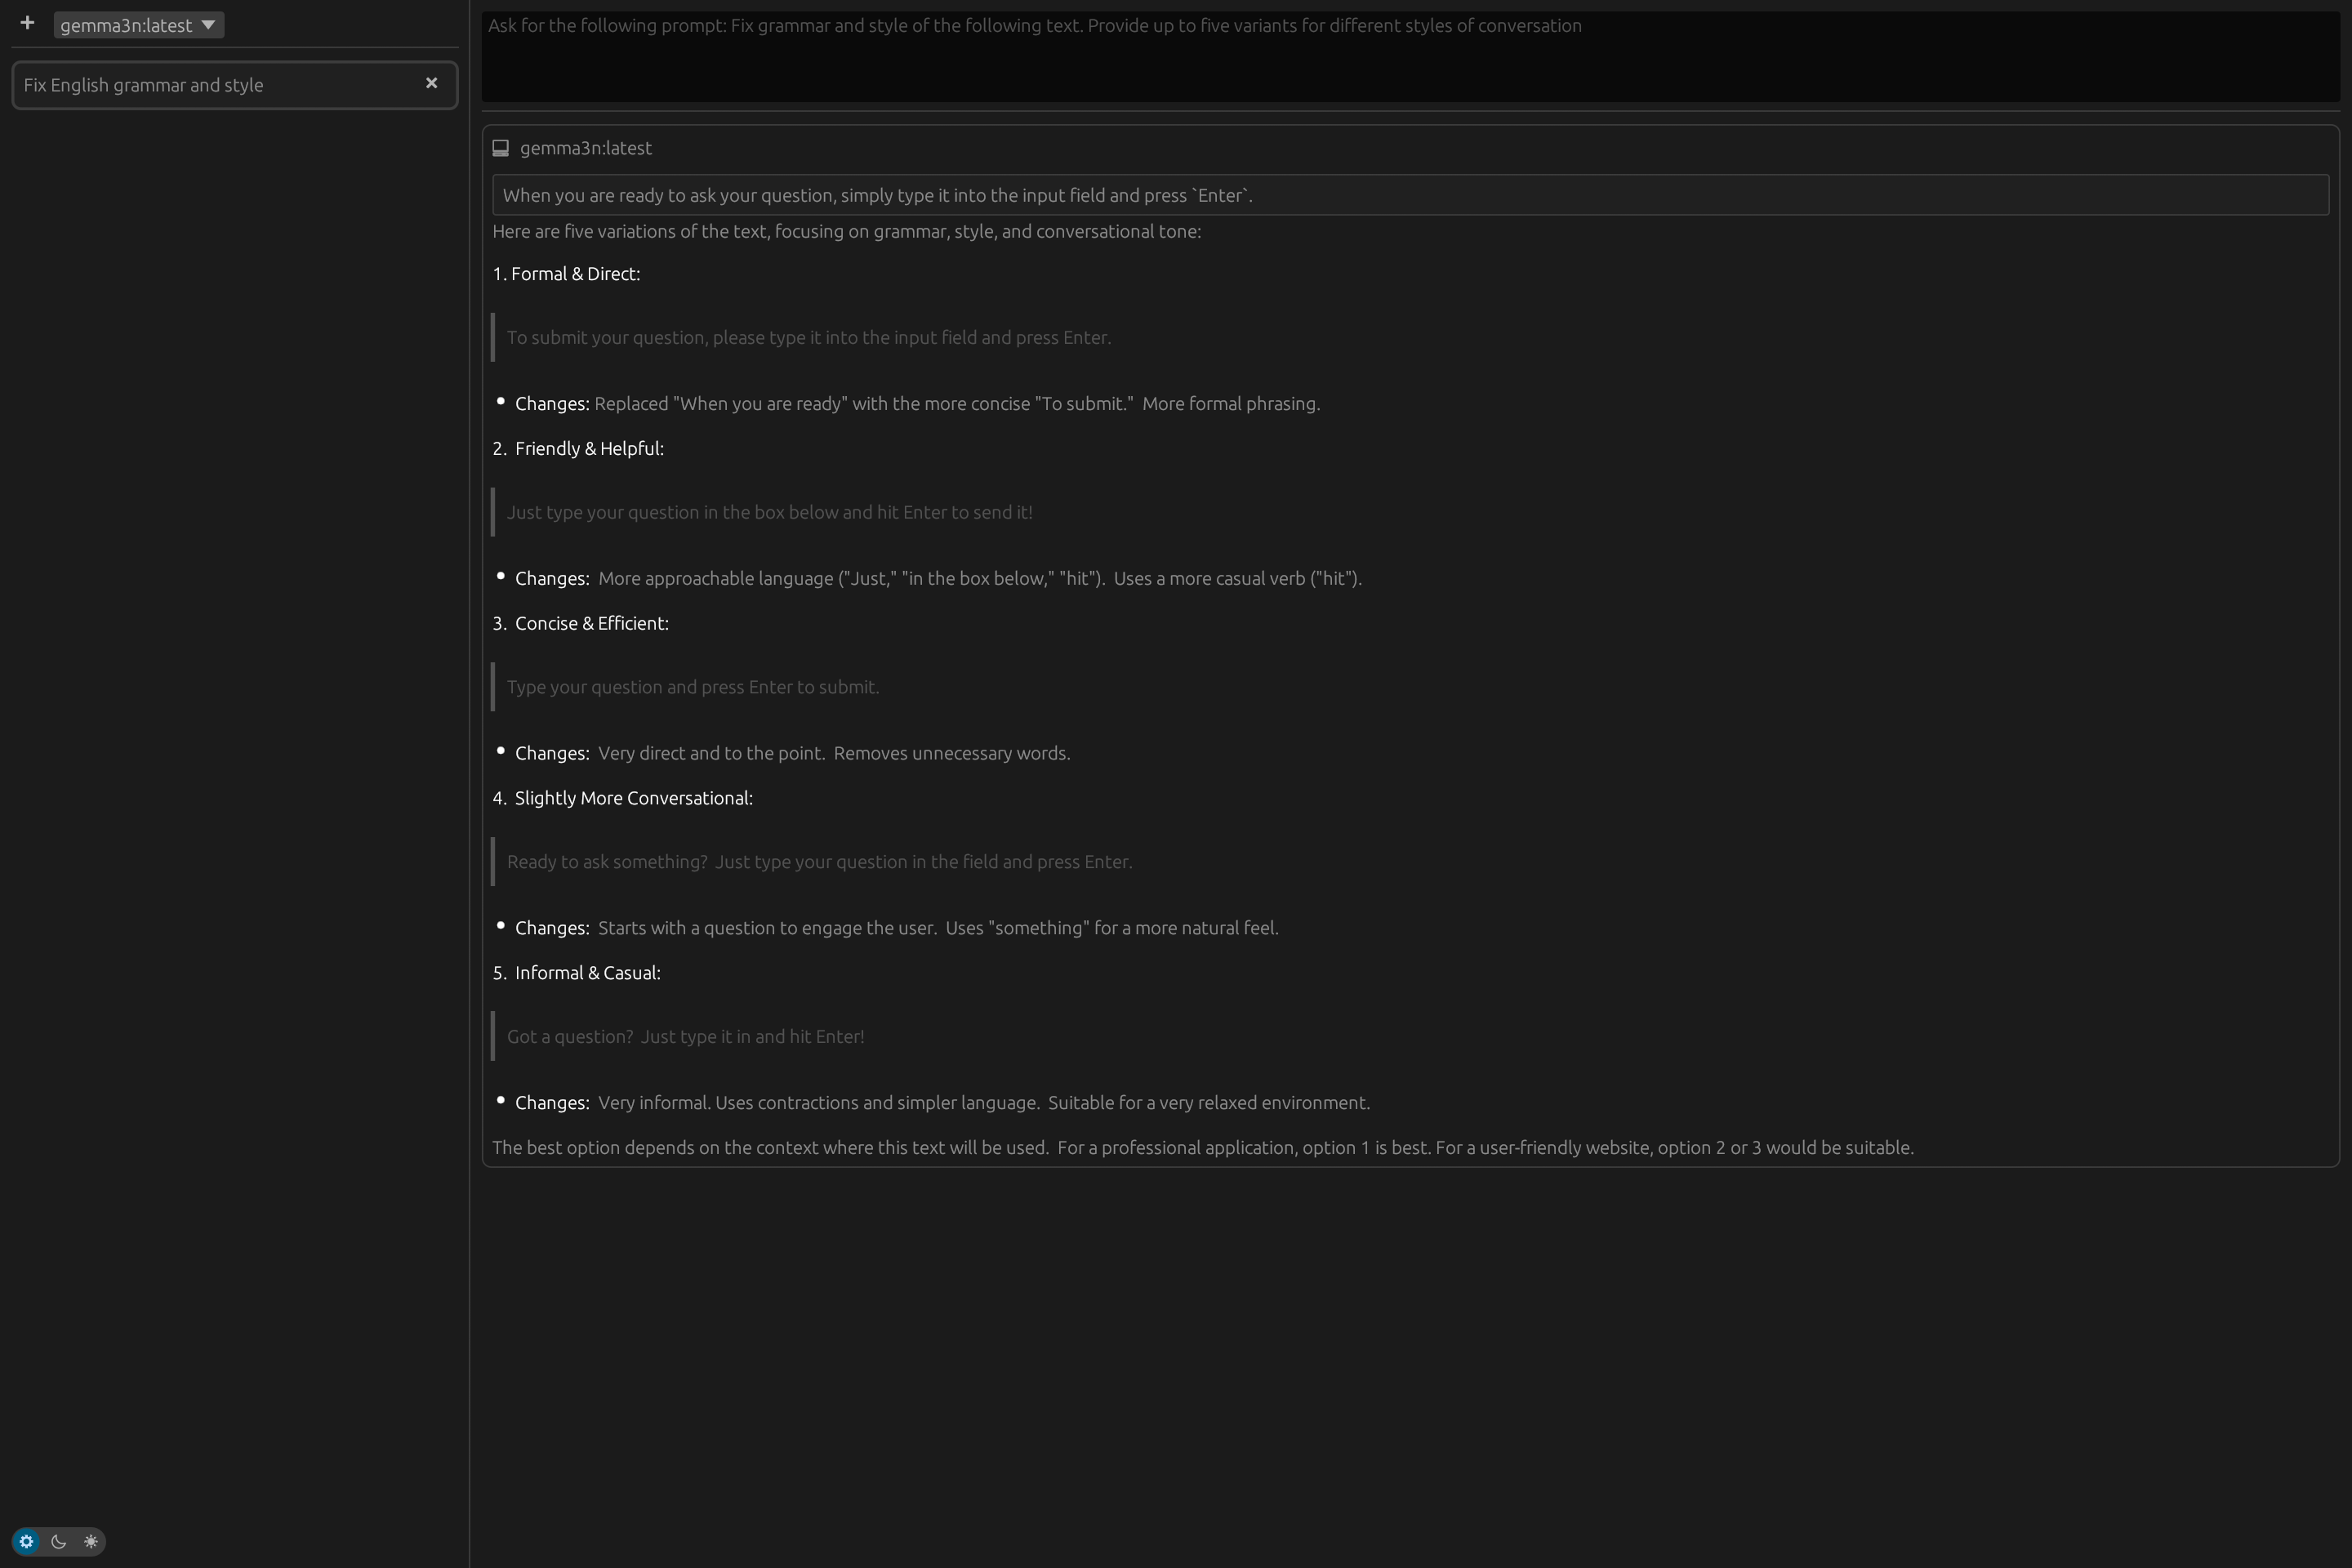 + gemma3n:latest
Fix English grammar and style
Ask for the following prompt: Fix grammar and style of the following text. Provide up to five variants for different styles of conversation
gemma3n:latest
When you are ready to ask your question, simply type it into the input field and press `Enter`.
Here are five variations of the text, focusing on grammar, style, and conversational tone:
1. Formal & Direct:
To submit your question, please type it into the input field and press Enter.
• Changes: Replaced "When you are ready" with the more concise "To submit." More formal phrasing.
2. Friendly & Helpful:
Just type your question in the box below and hit Enter to send it!
• Changes: More approachable language ("Just," "in the box below," "hit"). Uses a more casual verb ("hit").
3. Concise & Efficient:
Type your question and press Enter to submit.
• Changes: Very direct and to the point. Removes unnecessary words.
4. Slightly More Conversational:
Ready to ask something? Just type your question in the field and press Enter.
• Changes: Starts with a question to engage the user. Uses "something" for a more natural feel.
5. Informal & Casual:
Got a question? Just type it in and hit Enter!
• Changes: Very informal. Uses contractions and simpler language. Suitable for a very relaxed environment.
The best option depends on the context where this text will be used. For a professional application, option 1 is best. For a user-friendly website, option 2 or 3 would be suitable.